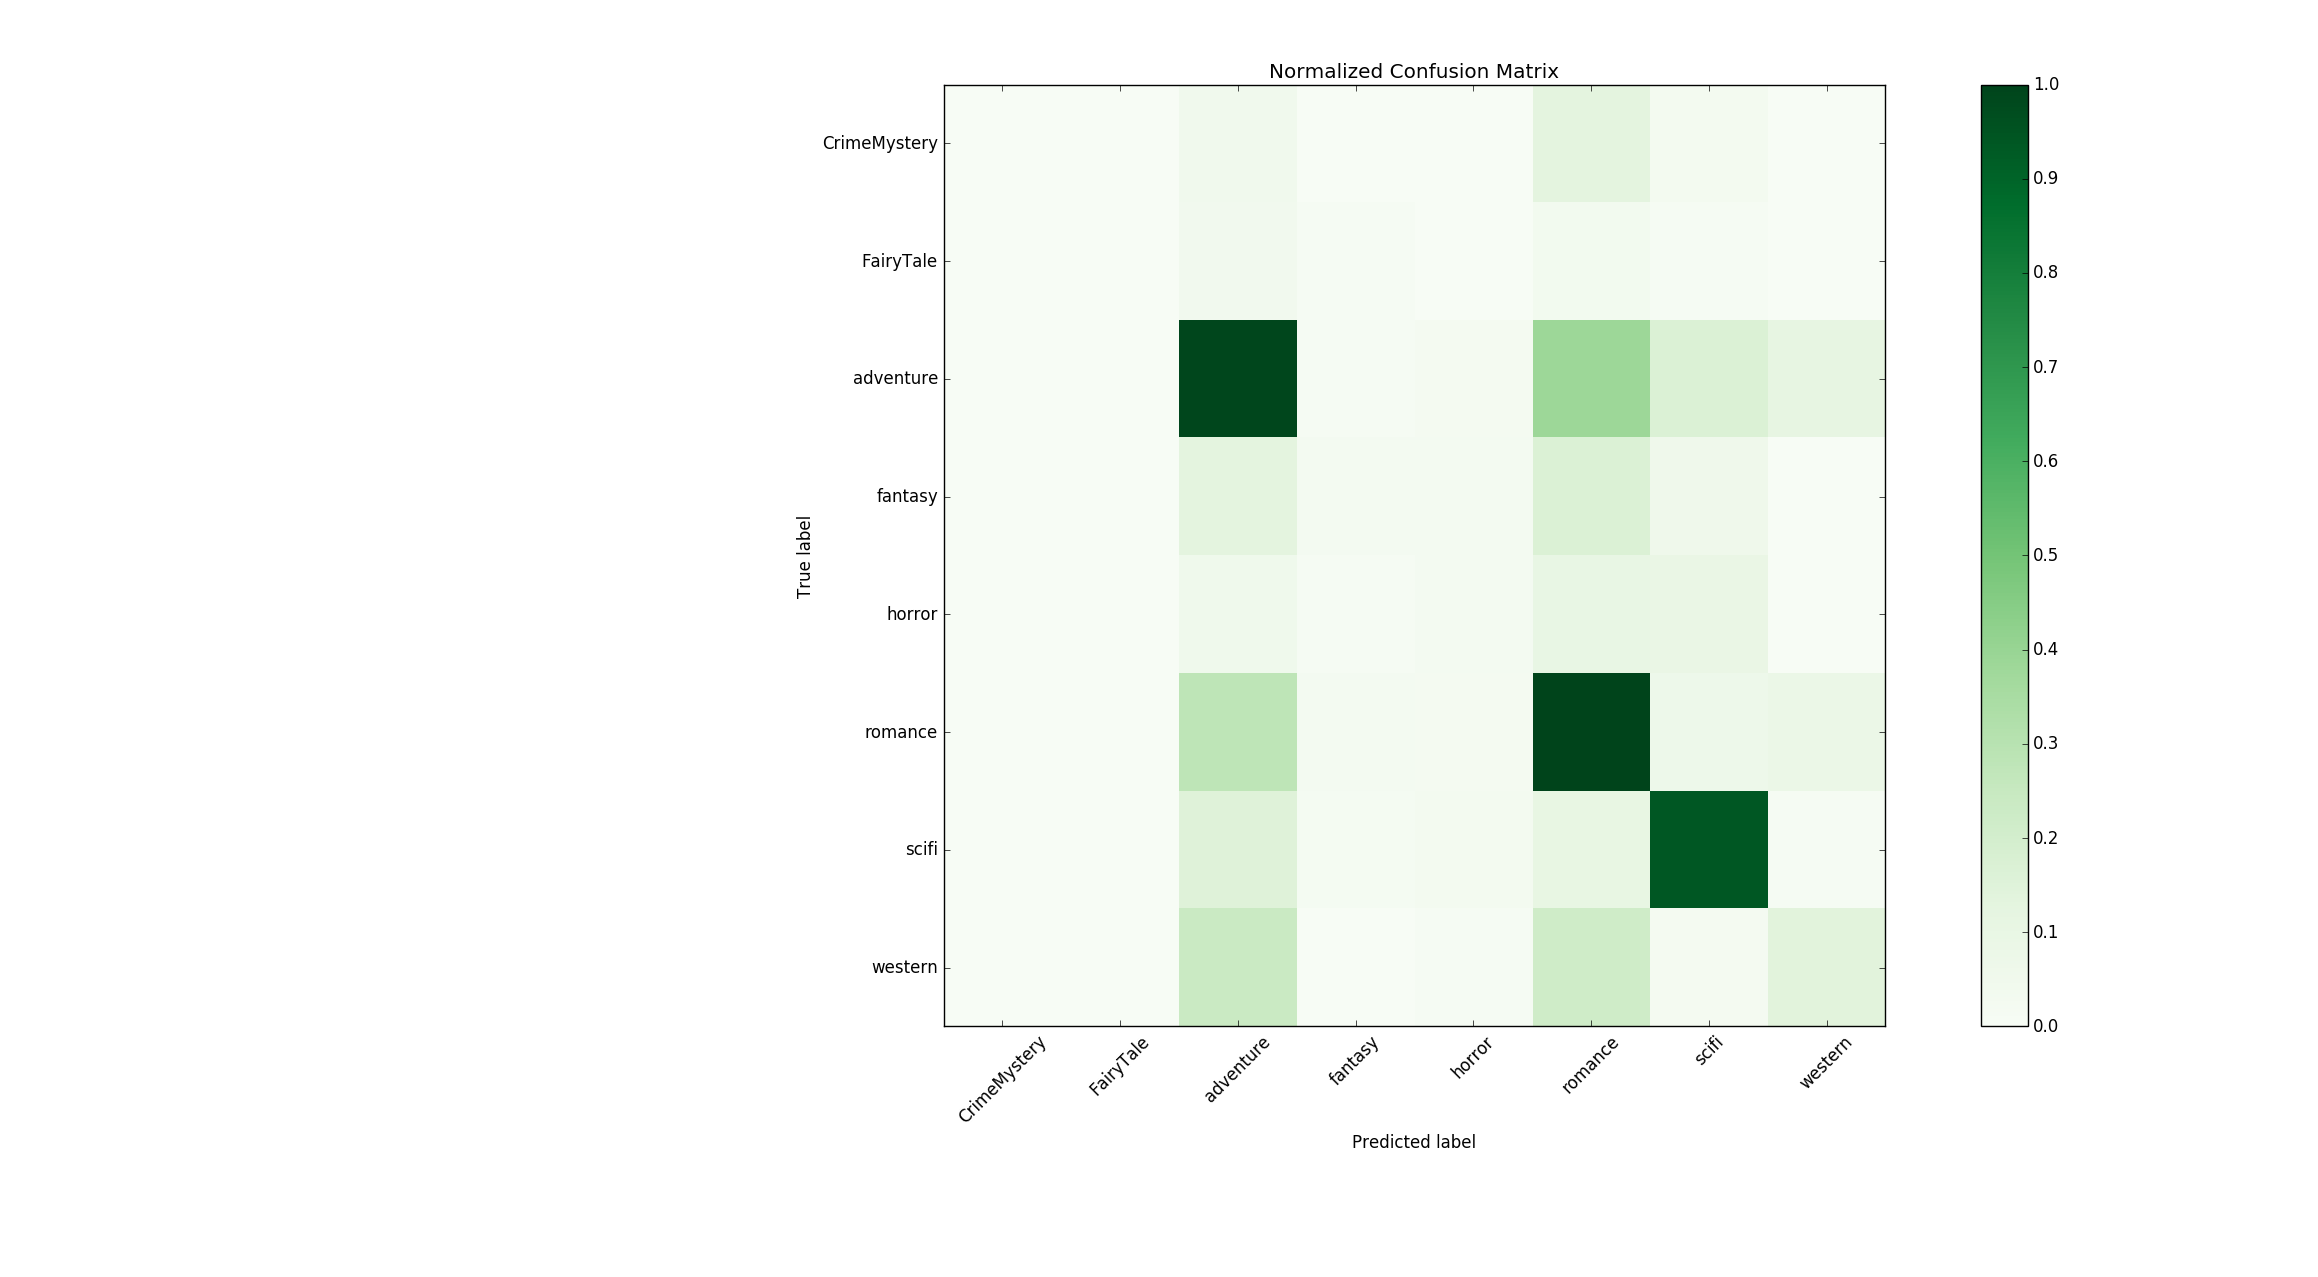 Normalized Confusion Matrix
CrimeMystery
FairyTale
adventure
fantasy
horror
romance
scifi
western
True label
CrimeMystery
FairyTale
adventure
fantasy
horror
romance
scifi
western
Predicted label
1.0
0.9
0.8
0.7
0.6
0.5
0.4
0.3
0.2
0.1
0.0